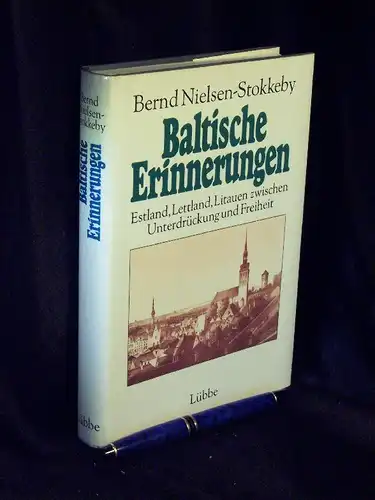 Bernd Nielsen-Stokkeby
Baltische
Erinnerungen
Estland, Lettland, Litauen zwischen
Unterdrückung und Freiheit
Lübbe
Bernd
Nielsen-
Stokkeby
Baltische
Erinnerungen
Lübbe